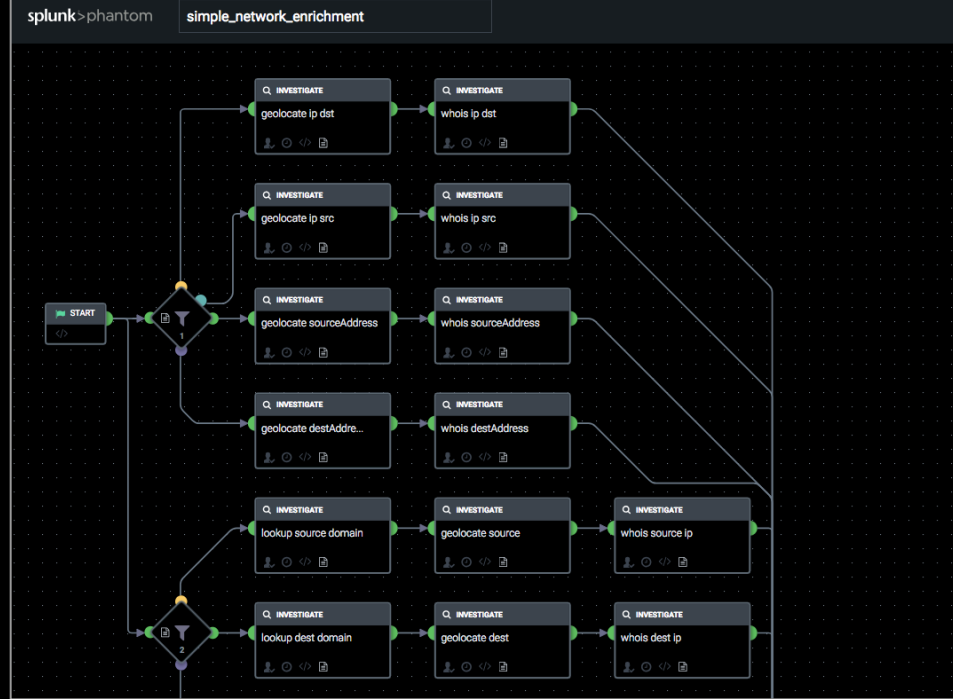 splunk>phantom
simple_network_enrichment
INVESTIGATE
geolocate ip dst
INVESTIGATE
whois ip dst
INVESTIGATE
geolocate ip src
INVESTIGATE
whois ip src
START
1
INVESTIGATE
geolocate sourceAddress
INVESTIGATE
whois sourceAddress
INVESTIGATE
geolocate destAddre...
INVESTIGATE
whois destAddress
INVESTIGATE
lookup source domain
INVESTIGATE
geolocate source
INVESTIGATE
whois source ip
2
INVESTIGATE
lookup dest domain
INVESTIGATE
geolocate dest
INVESTIGATE
whois dest ip